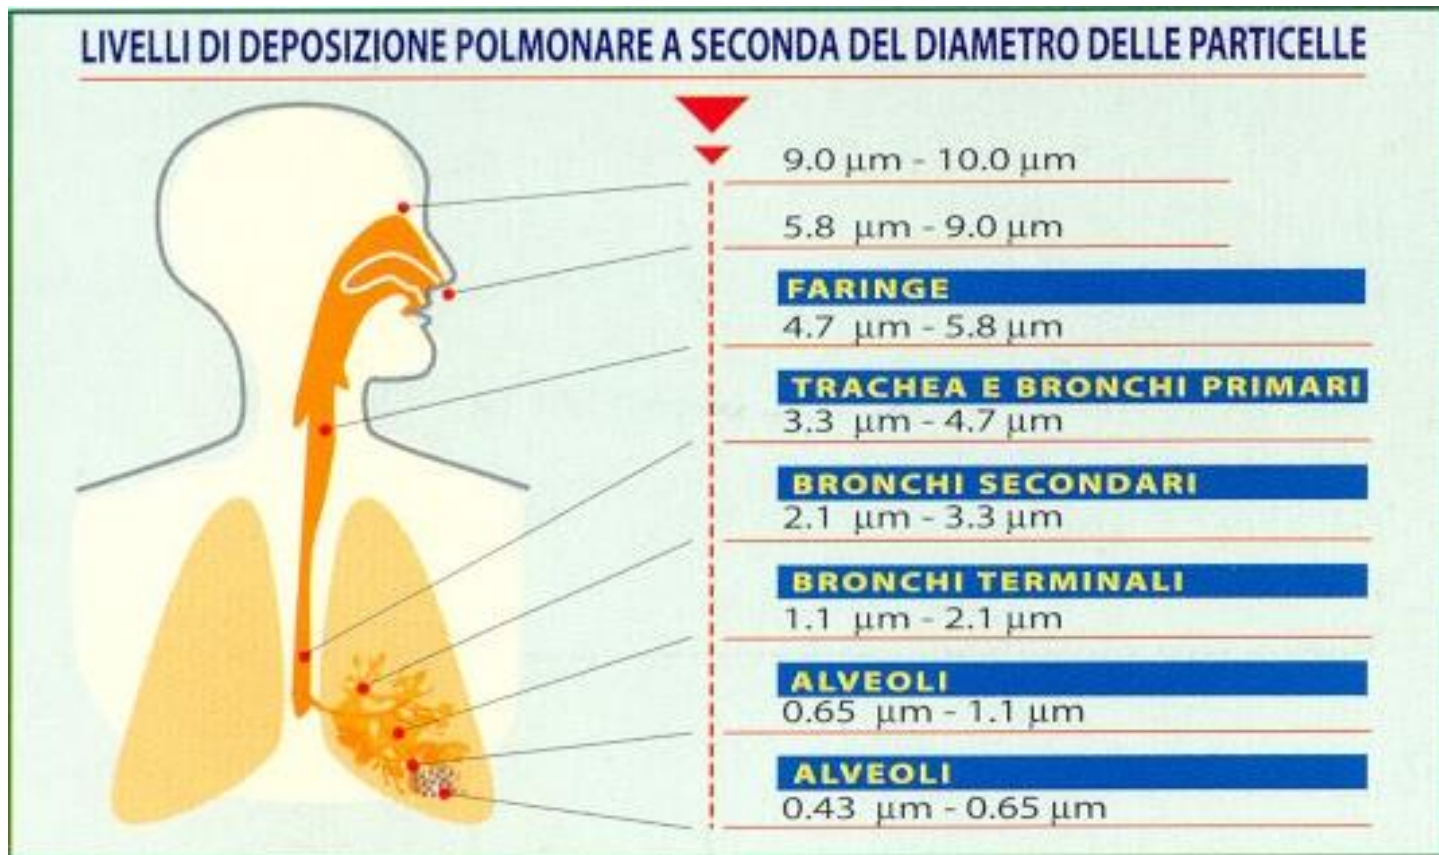 LIVELLI DI DEPOSIZIONE POLMONARE A SECONDA DEL DIAMETRO DELLE PARTICELLE
9.0 μm - 10.0 μm
5.8 μm - 9.0 μm
FARINGE
4.7 μm - 5.8 μm
TRACHEA E BRONCHI PRIMARI
3.3 μm - 4.7 μm
BRONCHI SECONDARI
2.1 μm - 3.3 μm
BRONCHI TERMINALI
1.1 μm - 2.1 μm
ALVEOLI
0.65 μm - 1.1 μm
ALVEOLI
0.43 μm - 0.65 μm